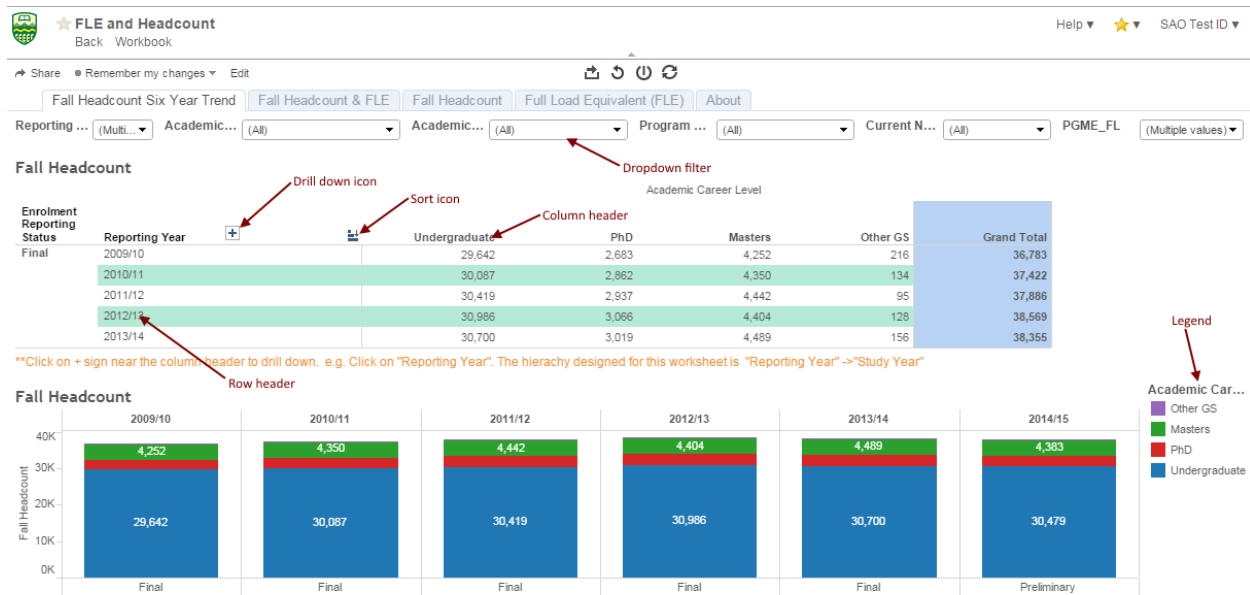 FLE and Headcount
Back Workbook
Help ▾ ▾ SAO Test ID ▾
Share Remember my changes ▾ Edit
Fall Headcount Six Year Trend Fall Headcount & FLE Fall Headcount Full Load Equivalent (FLE) About
Reporting ... (Multi... ▾ Academic... (All) ▾ Academic... (All) ▾ Program ... (All) ▾ Current N... (All) ▾ PGME_FL (Multiple values) ▾
Dropdown filter
Fall Headcount
Drill down icon
Academic Career Level
Sort icon
Column header
Enrolment
Reporting
Status Reporting Year Undergraduate PhD Masters Other GS Grand Total
Final 2009/10 29,642 2,683 4,252 216 36,783
2010/11 30,087 2,862 4,350 134 37,422
2011/12 30,419 2,937 4,442 95 37,886
2012/13 30,986 3,066 4,404 128 38,569
2013/14 30,700 3,019 4,489 156 38,355
**Click on + sign near the column header to drill down. e.g. Click on "Reporting Year". The hierachy designed for this worksheet is "Reporting Year" ->"Study Year"
Row header
Legend
Fall Headcount
2009/10 2010/11 2011/12 2012/13 2013/14 2014/15
Academic Car...
Other GS
Masters
PhD
Undergraduate
Fall Headcount
40K
30K
20K
10K
0K
4,252 4,350 4,442 4,404 4,489 4,383
29,642 30,087 30,419 30,986 30,700 30,479
Final Final Final Final Final Preliminary